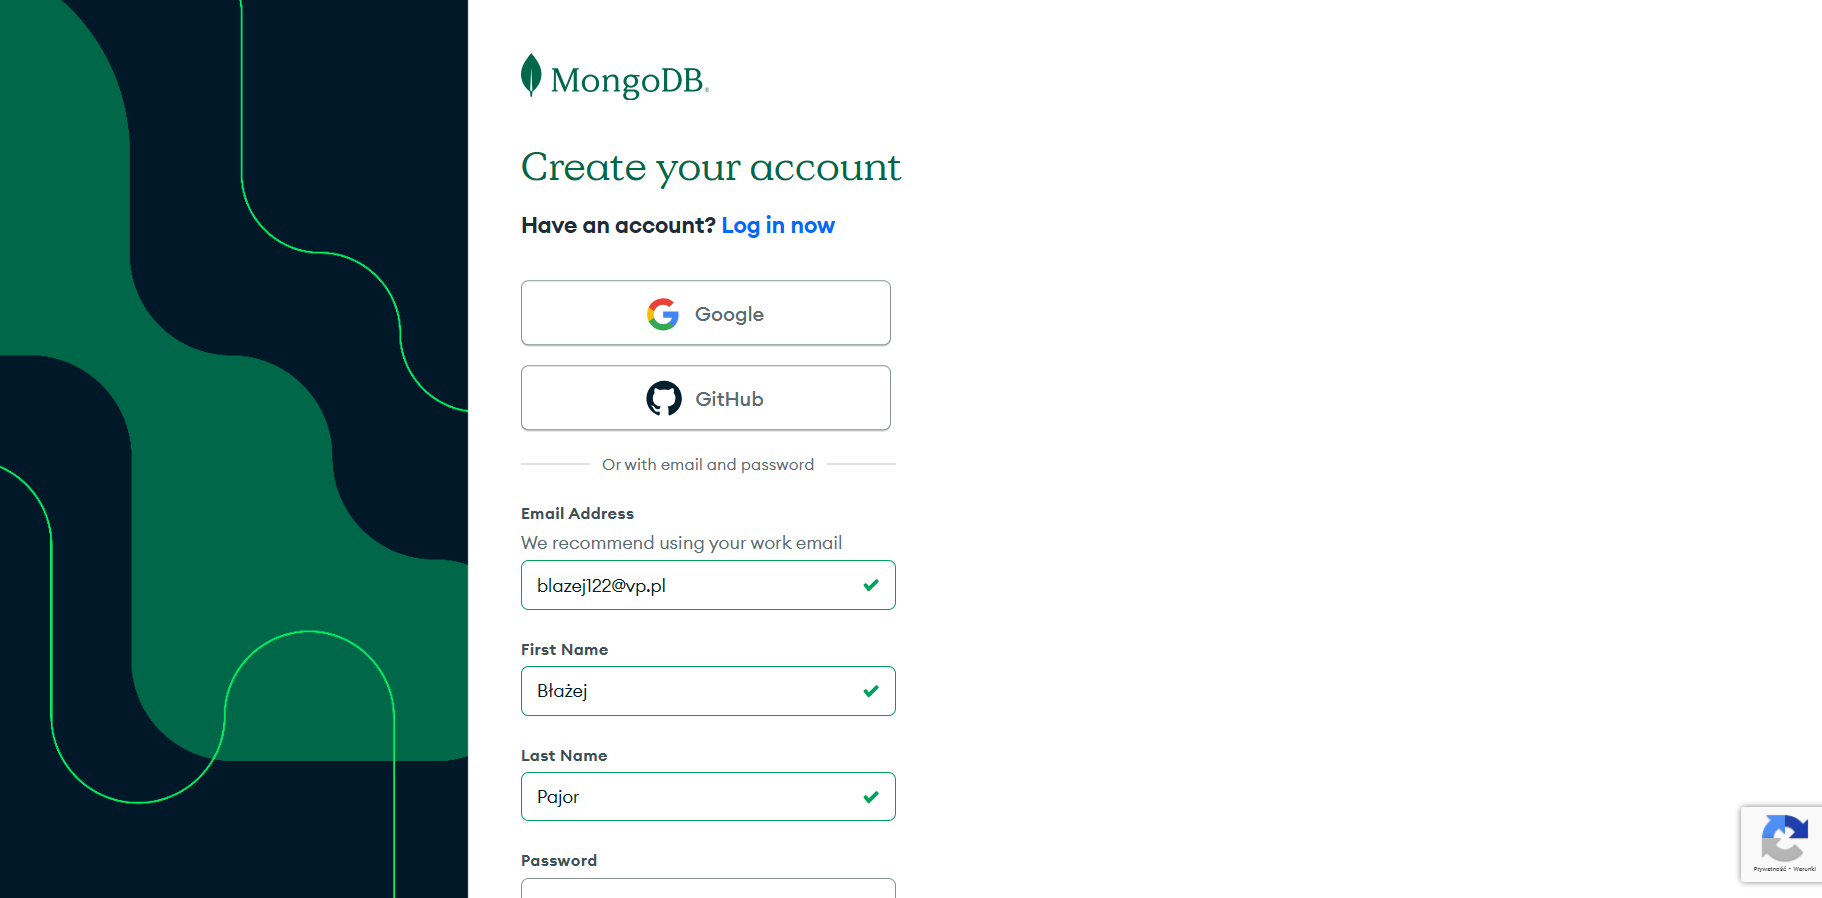 MongoDB®
Create your account
Have an account? Log in now
Google
GitHub
Or with email and password
Email Address
We recommend using your work email
blazej122@vp.pl
First Name
Błażej
Last Name
Pajor
Password
Prywatność - Warunki